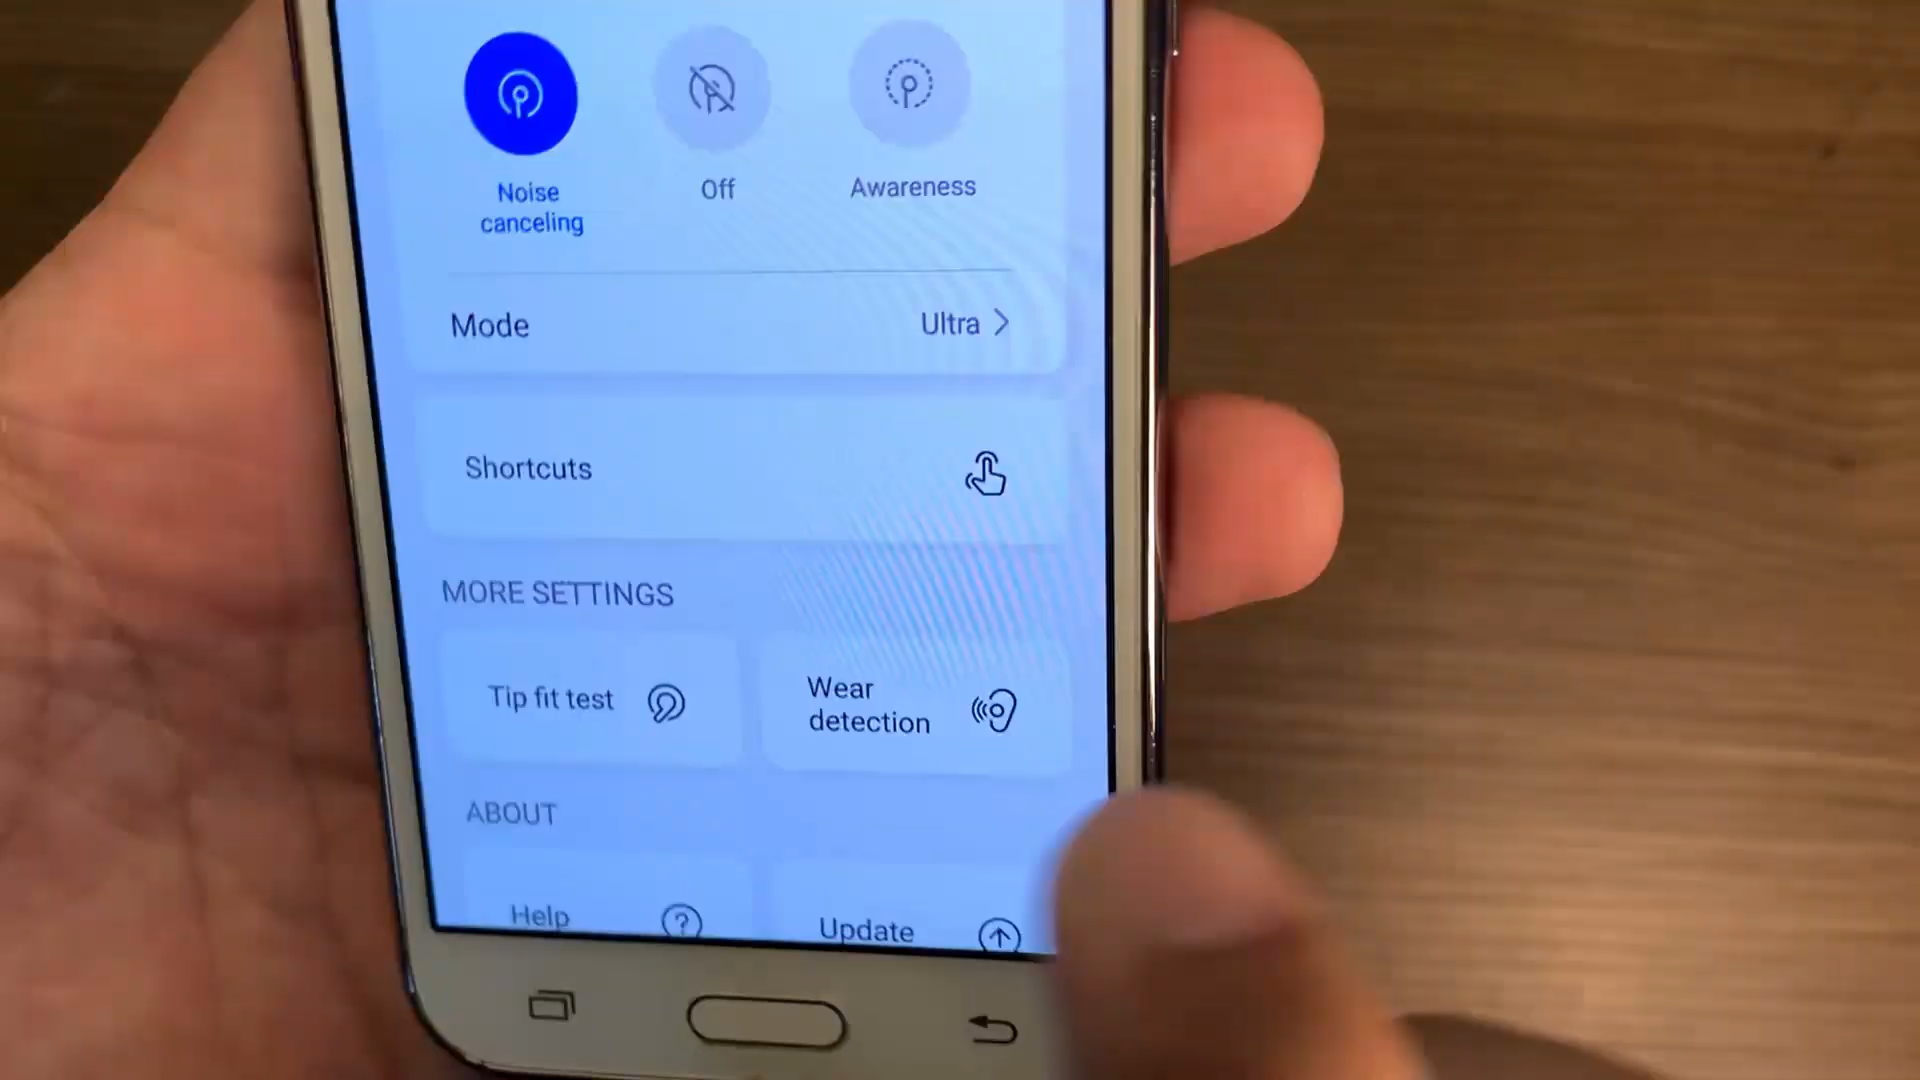 Noise
canceling
Off
Awareness
Mode
Ultra
Shortcuts
MORE SETTINGS
Tip fit test
Wear
detection
ABOUT
Help
Update